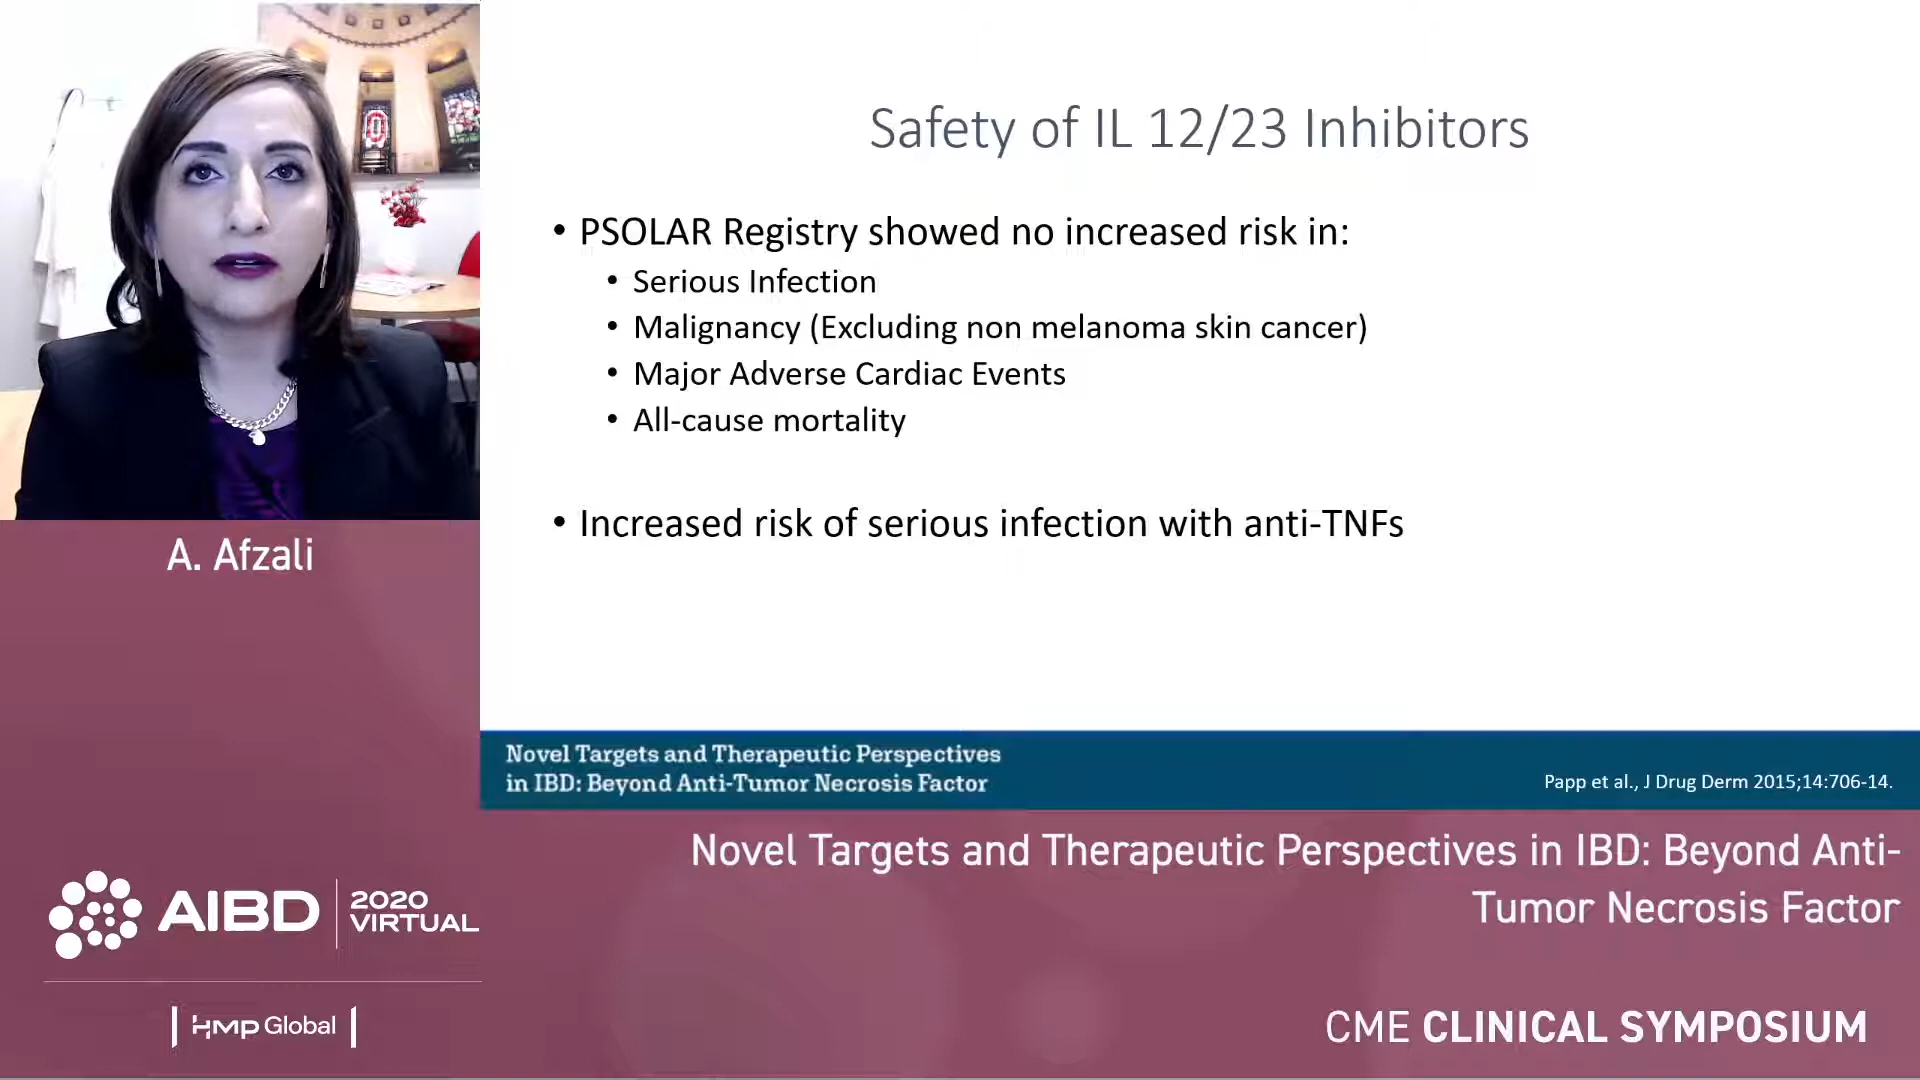 Safety of IL 12/23 Inhibitors
• PSOLAR Registry showed no increased risk in:
• Serious Infection
• Malignancy (Excluding non melanoma skin cancer)
• Major Adverse Cardiac Events
• All-cause mortality
• Increased risk of serious infection with anti-TNFs
A. Afzali
Novel Targets and Therapeutic Perspectives
in IBD: Beyond Anti-Tumor Necrosis Factor
Papp et al., J Drug Derm 2015;14:706-14.
Novel Targets and Therapeutic Perspectives in IBD: Beyond Anti-
Tumor Necrosis Factor
AIBD
2020
VIRTUAL
HMP Global
CME CLINICAL SYMPOSIUM